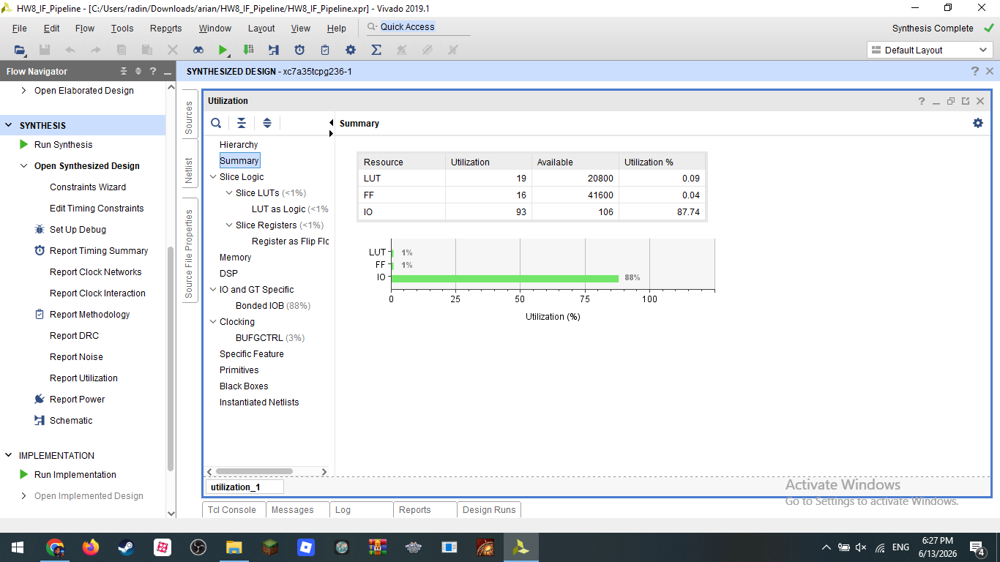 HW8_IF_Pipeline - [C:/Users/radin/Downloads/arian/HW8_IF_Pipeline/HW8_IF_Pipeline.xpr] - Vivado 2019.1
File Edit Flow Tools Reports Window Layout View Help Quick Access Synthesis Complete
Default Layout
Flow Navigator
SYNTHESIZED DESIGN - xc7a35tcpg236-1
Open Elaborated Design
SYNTHESIS
Run Synthesis
Open Synthesized Design
Constraints Wizard
Edit Timing Constraints
Set Up Debug
Report Timing Summary
Report Clock Networks
Report Clock Interaction
Report Methodology
Report DRC
Report Noise
Report Utilization
Report Power
Schematic
IMPLEMENTATION
Run Implementation
Open Implemented Design
Sources
Netlist
Source File Properties
Utilization
Summary
Hierarchy
Summary
Slice Logic
Slice LUTs (<1%)
LUT as Logic (<1%
Slice Registers (<1%)
Register as Flip Flo
Memory
DSP
IO and GT Specific
Bonded IOB (88%)
Clocking
BUFGCTRL (3%)
Specific Feature
Primitives
Black Boxes
Instantiated Netlists
Resource Utilization Available Utilization %
LUT 19 20800 0.09
FF 16 41600 0.04
IO 93 106 87.74
LUT 1%
FF 1%
IO 88%
0 25 50 75 100
Utilization (%)
utilization_1
Activate Windows
Go to Settings to activate Windows.
Tcl Console Messages Log Reports Design Runs
ENG
6:27 PM
6/13/2026
4